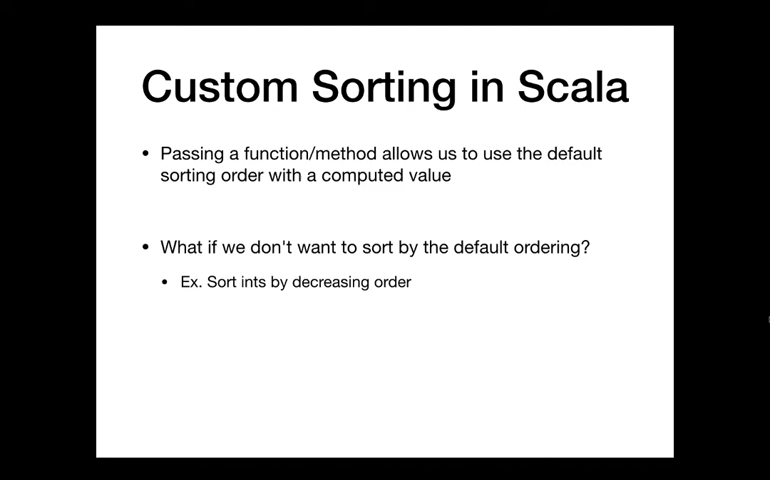 Custom Sorting in Scala
• Passing a function/method allows us to use the default
sorting order with a computed value
• What if we don't want to sort by the default ordering?
• Ex. Sort ints by decreasing order